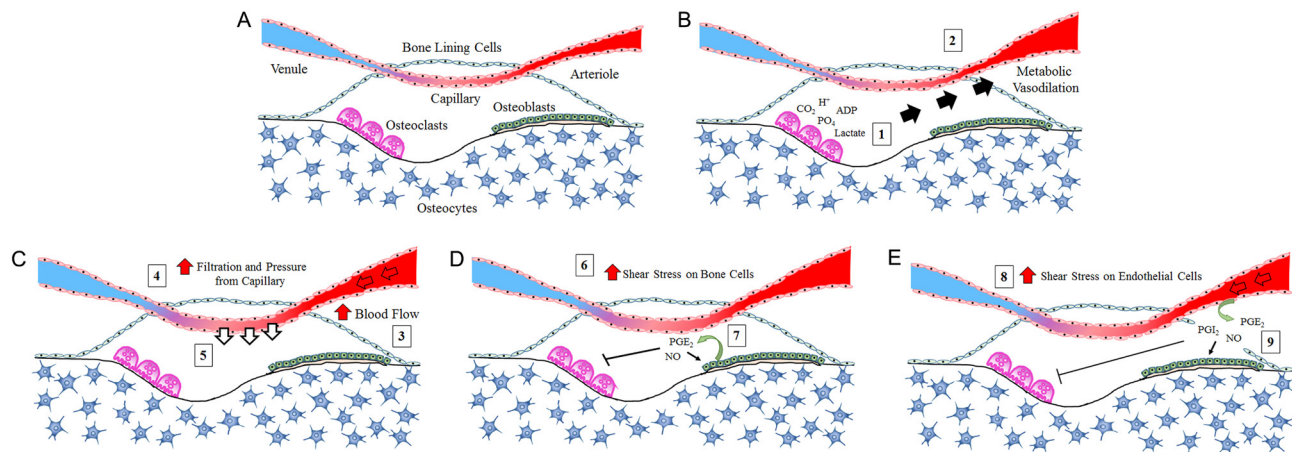 A
Bone Lining Cells
Venule
Arteriole
Capillary
Osteoblasts
Osteoclasts
Osteocytes
B
2
Metabolic
Vasodilation
CO2 H+ ADP
PO4
Lactate
1
C
4
Filtration and Pressure
from Capillary
Blood Flow
3
5
D
6
Shear Stress on Bone Cells
7
PGE2
NO
E
8
Shear Stress on Endothelial Cells
PGI2 PGE2
NO
9